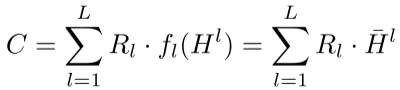 C = \sum_{l=1}^{L} R_l \cdot f_l(H^l) = \sum_{l=1}^{L} R_l \cdot \bar{H}^l